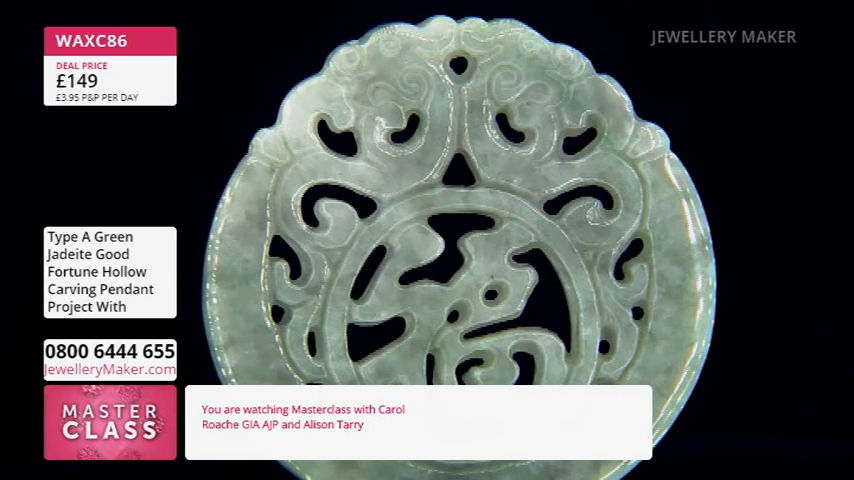 WAXC86
DEAL PRICE
£149
£3.95 P&P PER DAY
JEWELLERY MAKER
Type A Green
Jadeite Good
Fortune Hollow
Carving Pendant
Project With
0800 6444 655
JewelleryMaker.com
MASTER
CLASS
You are watching Masterclass with Carol
Roache GIA AJP and Alison Tarry